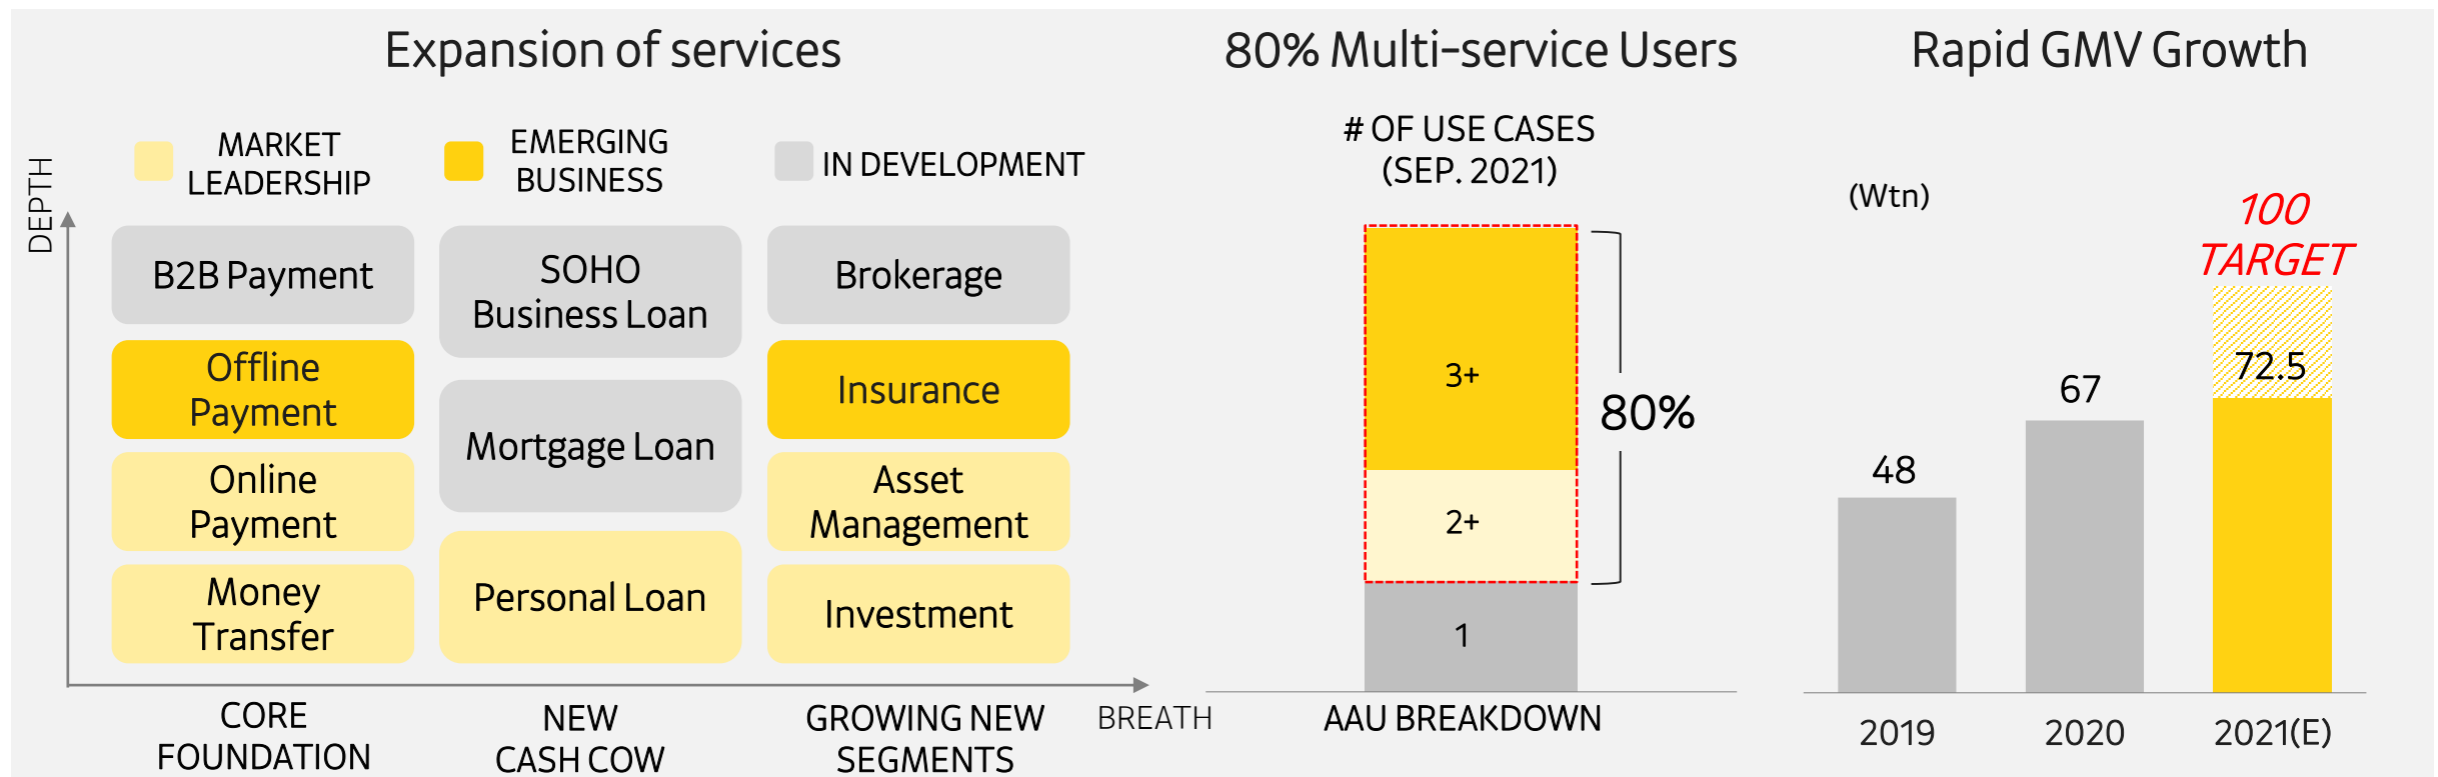 Expansion of services
MARKET
LEADERSHIP
EMERGING
BUSINESS
IN DEVELOPMENT
DEPTH
B2B Payment
Offline
Payment
Online
Payment
Money
Transfer
SOHO
Business Loan
Mortgage Loan
Personal Loan
Brokerage
Insurance
Asset
Management
Investment
CORE
FOUNDATION
NEW
CASH COW
GROWING NEW
SEGMENTS
BREATH
80% Multi-service Users
# OF USE CASES
(SEP. 2021)
3+
2+
1
80%
AAU BREAKDOWN
Rapid GMV Growth
(Wtn)
48
67
100
TARGET
72.5
2019
2020
2021(E)